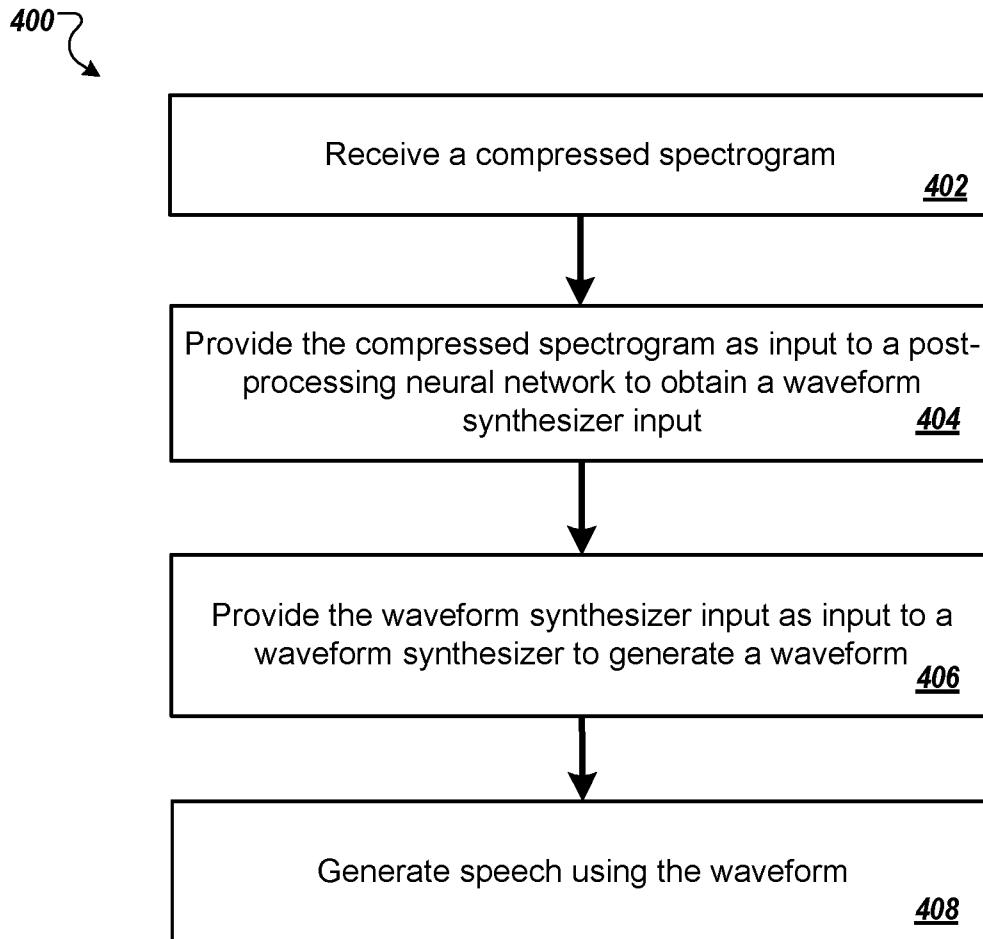 400
Receive a compressed spectrogram
402
Provide the compressed spectrogram as input to a post-
processing neural network to obtain a waveform
synthesizer input
404
Provide the waveform synthesizer input as input to a
waveform synthesizer to generate a waveform
406
Generate speech using the waveform
408